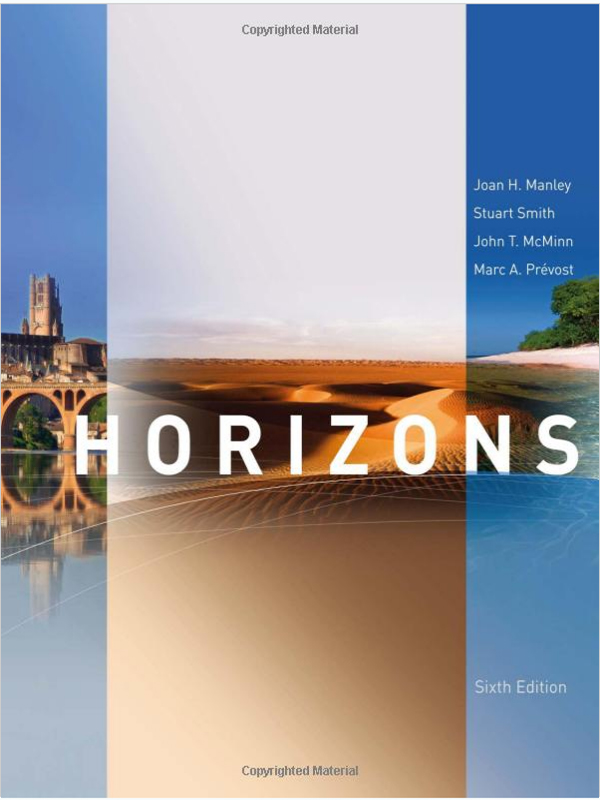 Copyrighted Material
Joan H. Manley
Stuart Smith
John T. McMinn
Marc A. Prévost
HORIZONS
Sixth Edition
Copyrighted Material